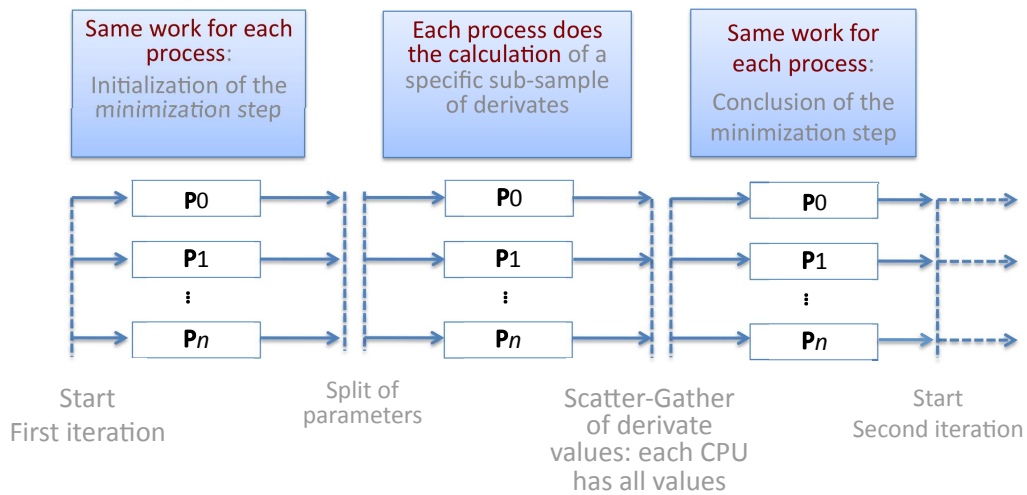 Same work for each
process:
Initialization of the
minimization step
Each process does
the calculation of a
specific sub-sample
of derivates
Same work for
each process:
Conclusion of the
minimization step
P0
P0
P0
P1
P1
P1
⋮
⋮
⋮
Pn
Pn
Pn
Start
First iteration
Split of
parameters
Scatter-Gather
of derivate
values: each CPU
has all values
Start
Second iteration